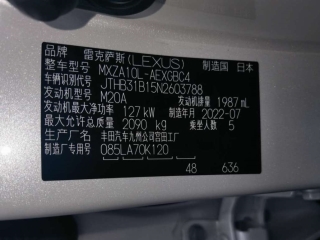 品牌 雷克萨斯(LEXUS) 制造国 日本
整车型号 MXZA10L-AEXGBC4
车辆识别代号 JTHB31B15N2603788
发动机型号 M20A 发动机排量 1987 mL
发动机最大净功率 127 kW 制造年月 2022-07
最大允许总质量 2090 kg 乘坐人数 5
生产厂名 丰田汽车九州公司宫田工厂
制造厂专用号 085LA70K120
48 636